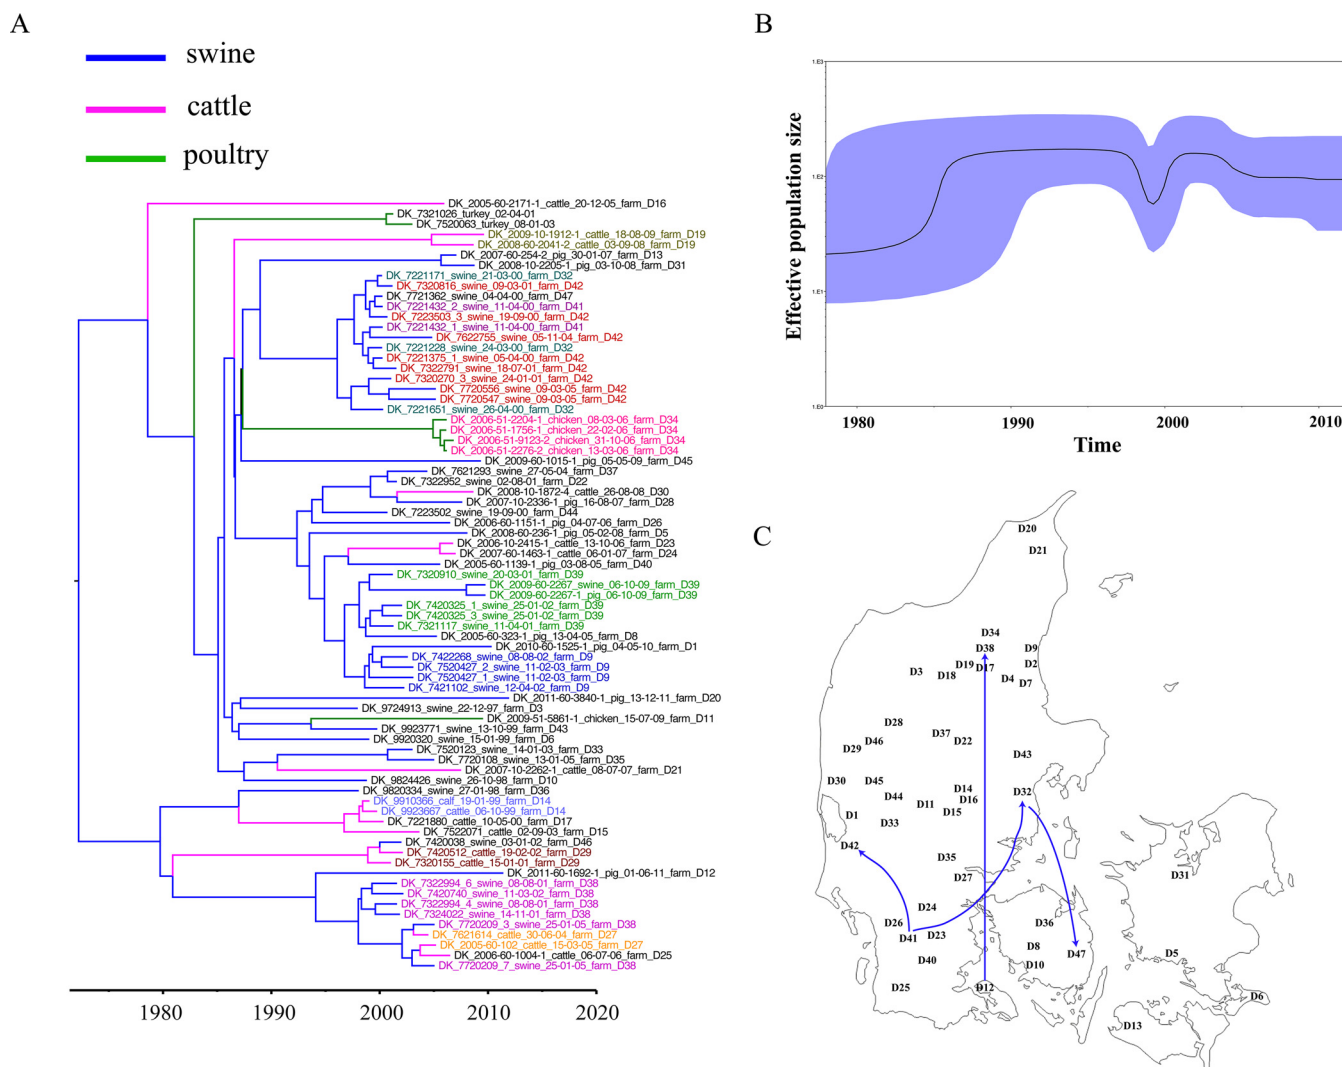 A
swine
cattle
poultry
DK_2005-60-2171-1_cattle_20-12-05_farm_D16
DK_7321026_turkey_02-04-01
DK_7520063_turkey_08-01-03
DK_2009-10-1912-1_cattle_18-08-09_farm_D19
DK_2008-60-2041-2_cattle_03-09-08_farm_D19
DK_2007-60-254-2_pig_30-01-07_farm_D13
DK_2008-10-2205-1_pig_03-10-08_farm_D31
DK_7221171_swine_21-03-00_farm_D32
DK_7320816_swine_09-03-01_farm_D42
DK_7721362_swine_04-04-00_farm_D47
DK_7221432_2_swine_11-04-00_farm_D41
DK_7223503_3_swine_19-09-00_farm_D42
DK_7221432_1_swine_11-04-00_farm_D41
DK_7622755_swine_05-11-04_farm_D42
DK_7221228_swine_24-03-00_farm_D32
DK_7221375_1_swine_05-04-00_farm_D42
DK_7322791_swine_18-07-01_farm_D42
DK_7320270_3_swine_24-01-01_farm_D42
DK_7720556_swine_09-03-05_farm_D42
DK_7720547_swine_09-03-05_farm_D42
DK_7221651_swine_26-04-00_farm_D32
DK_2006-51-2204-1_chicken_08-03-06_farm_D34
DK_2006-51-1756-1_chicken_22-02-06_farm_D34
DK_2006-51-9123-2_chicken_31-10-06_farm_D34
DK_2006-51-2276-2_chicken_13-03-06_farm_D34
DK_2009-60-1015-1_pig_05-05-09_farm_D45
DK_7621293_swine_27-05-04_farm_D37
DK_7322952_swine_02-08-01_farm_D22
DK_2008-10-1872-4_cattle_26-08-08_farm_D30
DK_2007-10-2336-1_pig_16-08-07_farm_D28
DK_7223502_swine_19-09-00_farm_D44
DK_2006-60-1151-1_pig_04-07-06_farm_D26
DK_2008-60-236-1_pig_05-02-08_farm_D5
DK_2006-10-2415-1_cattle_13-10-06_farm_D23
DK_2007-60-1463-1_cattle_06-01-07_farm_D24
DK_2005-60-1139-1_pig_03-08-05_farm_D40
DK_7320910_swine_20-03-01_farm_D39
DK_2009-60-2267_swine_06-10-09_farm_D39
DK_2009-60-2267-1_pig_06-10-09_farm_D39
DK_7420325_1_swine_25-01-02_farm_D39
DK_7420325_3_swine_25-01-02_farm_D39
DK_7321117_swine_11-04-01_farm_D39
DK_2005-60-323-1_pig_13-04-05_farm_D8
DK_2010-60-1525-1_pig_04-05-10_farm_D1
DK_7422268_swine_08-08-02_farm_D9
DK_7520427_2_swine_11-02-03_farm_D9
DK_7520427_1_swine_11-02-03_farm_D9
DK_7421102_swine_12-04-02_farm_D9
DK_2011-60-3840-1_pig_13-12-11_farm_D20
DK_9724913_swine_22-12-97_farm_D3
DK_2009-51-5861-1_chicken_15-07-09_farm_D11
DK_9923771_swine_13-10-99_farm_D43
DK_9920320_swine_15-01-99_farm_D6
DK_7520123_swine_14-01-03_farm_D33
DK_7720108_swine_13-01-05_farm_D35
DK_2007-10-2262-1_cattle_08-07-07_farm_D21
DK_9824426_swine_26-10-98_farm_D10
DK_9820334_swine_27-01-98_farm_D36
DK_9910366_calf_19-01-99_farm_D14
DK_9923667_cattle_06-10-99_farm_D14
DK_7221880_cattle_10-05-00_farm_D17
DK_7522071_cattle_02-09-03_farm_D15
DK_7420038_swine_03-01-02_farm_D46
DK_7420512_cattle_19-02-02_farm_D29
DK_7320155_cattle_15-01-01_farm_D29
DK_2011-60-1692-1_pig_01-06-11_farm_D12
DK_7322994_6_swine_08-08-01_farm_D38
DK_7420740_swine_11-03-02_farm_D38
DK_7322994_4_swine_08-08-01_farm_D38
DK_7324022_swine_14-11-01_farm_D38
DK_7720209_3_swine_25-01-05_farm_D38
DK_7621614_cattle_30-06-04_farm_D27
DK_2005-60-102_cattle_15-03-05_farm_D27
DK_2006-60-1004-1_cattle_06-07-06_farm_D25
DK_7720209_7_swine_25-01-05_farm_D38
1980 1990 2000 2010 2020
B
Effective population size
1.E3
1.E2
1.E1
1.E0
1980 1990 2000 2010
Time
C
D20
D21
D34
D38 D9
D19 D17 D2
D3 D18 D4 D7
D28
D37
D46 D22
D29 D43
D30 D45
D14 D32
D44 D16
D11
D1 D33 D15
D42
D35
D27 D31
D24
D26 D36
D41 D23
D8
D40 D47 D5
D10
D25 D12
D6
D13